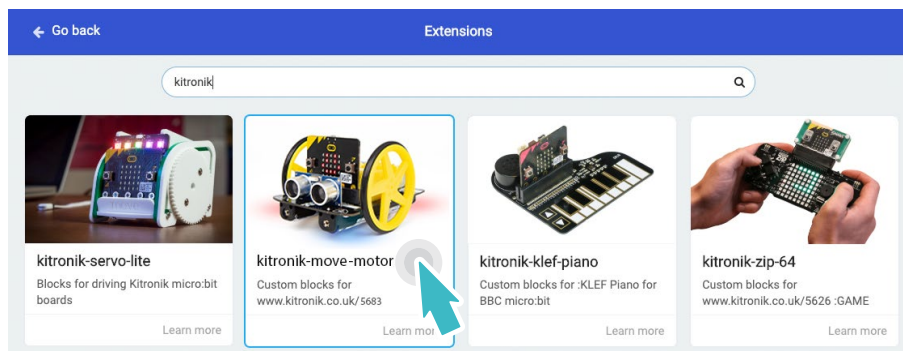 Go back
Extensions
kitronik
kitronik-servo-lite
Blocks for driving Kitronik micro:bit
boards
Learn more
kitronik-move-motor
Custom blocks for
www.kitronik.co.uk/5683
Learn
kitronik-klef-piano
Custom blocks for :KLEF Piano for
BBC micro:bit
Learn more
kitronik-zip-64
Custom blocks for
www.kitronik.co.uk/5626 :GAME
Learn more